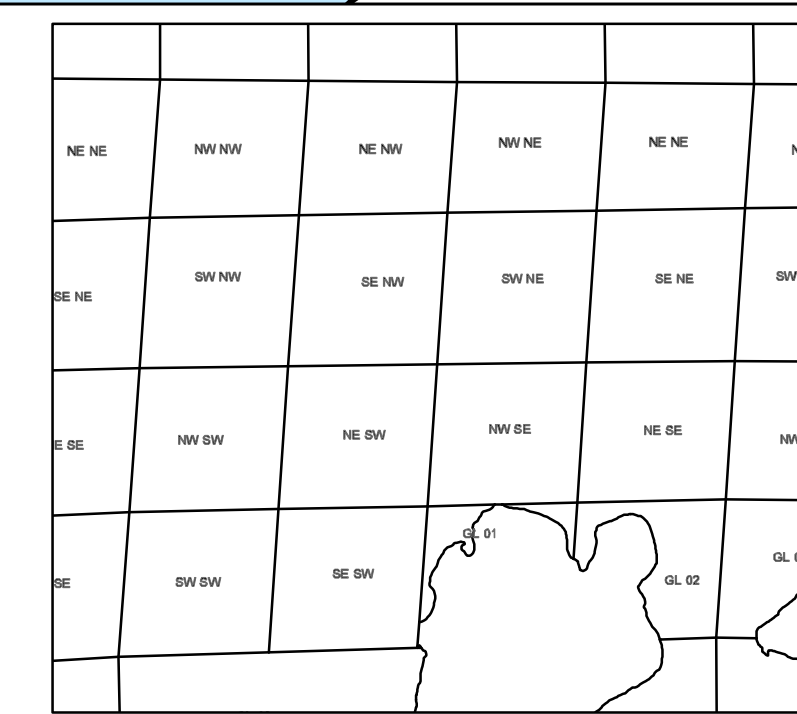 NE NE
NW NW
NE NW
NW NE
NE NE
SW NW
SE NW
SW NE
SE NE
SW
SE NE
NW SW
NE SW
NW SE
NE SE
NW
E SE
GL 01
SW SW
SE SW
GL 02
GL
SE